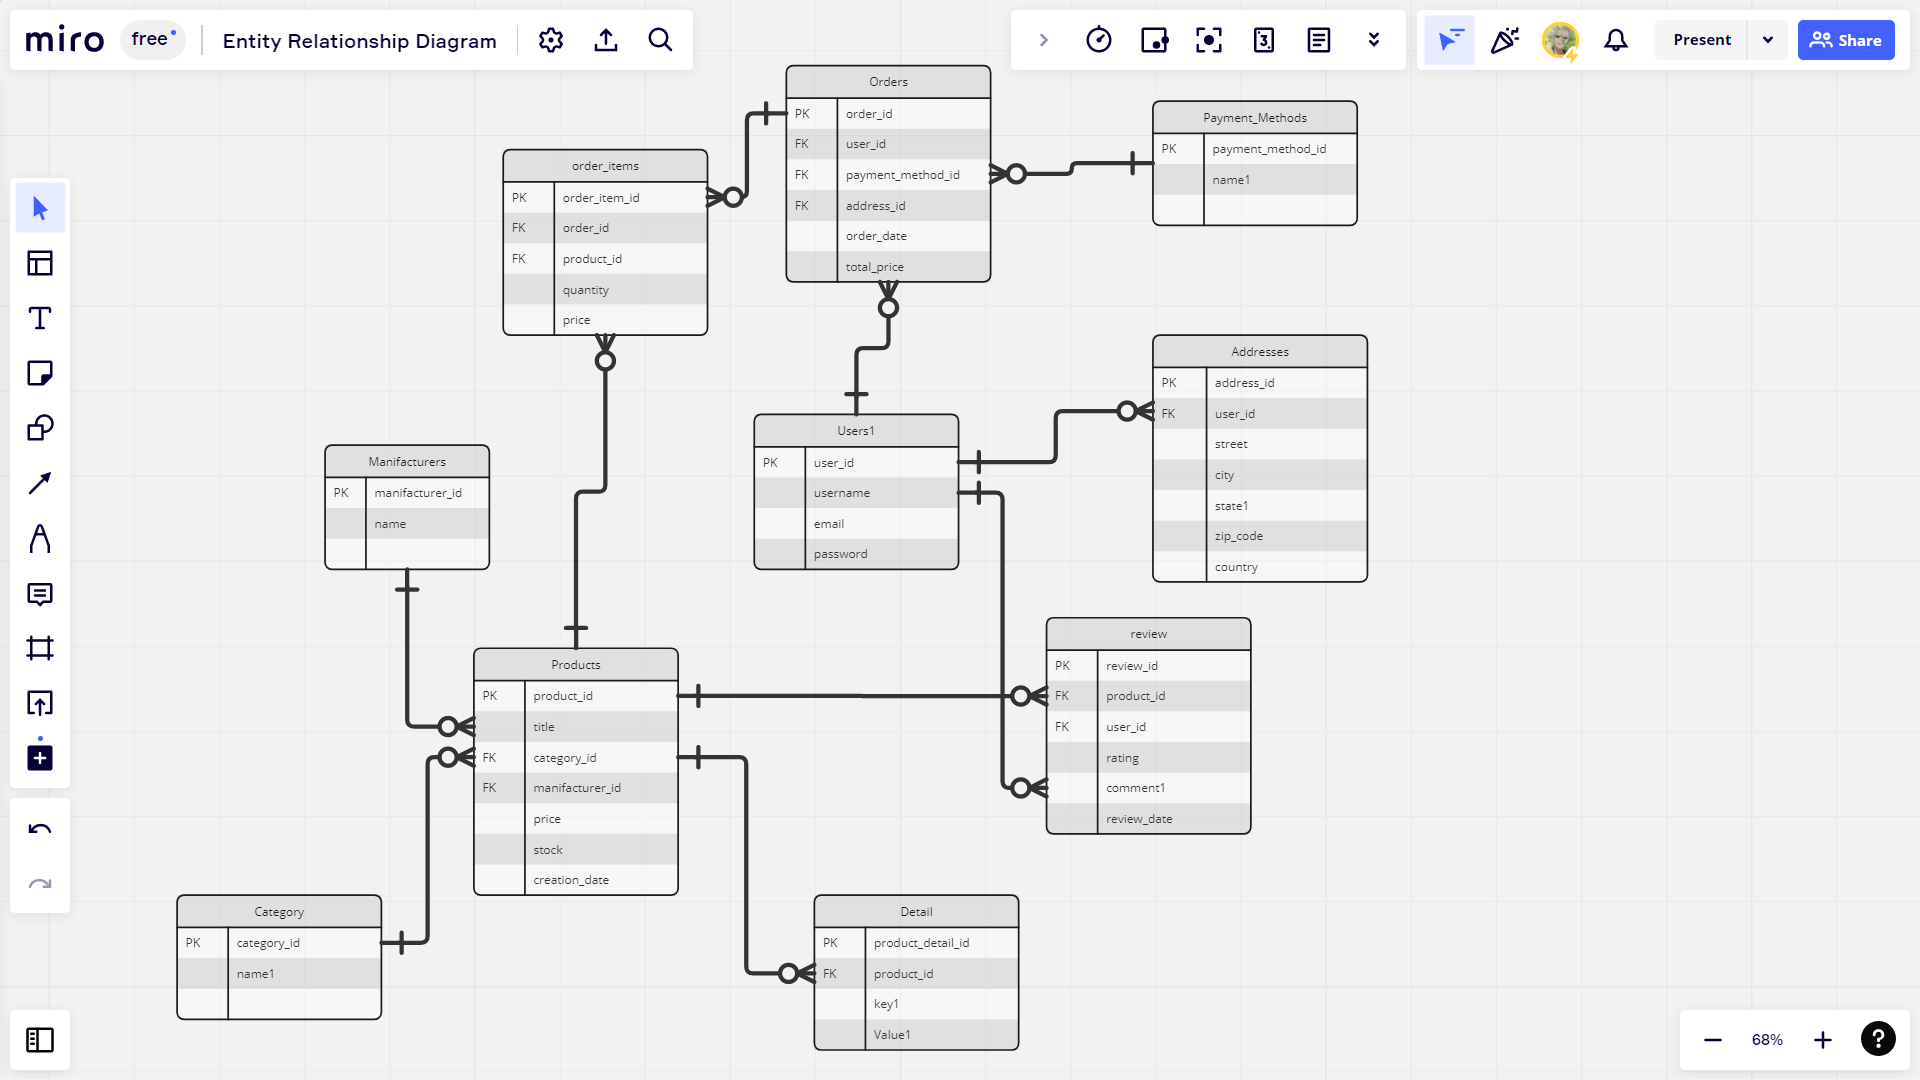 miro
free
Entity Relationship Diagram
3
Present
Share
Orders
PK order_id
FK user_id
FK payment_method_id
FK address_id
order_date
total_price
Payment_Methods
PK payment_method_id
name1
order_items
PK order_item_id
FK order_id
FK product_id
quantity
price
Addresses
PK address_id
FK user_id
street
city
state1
zip_code
country
Users1
PK user_id
username
email
password
Manifacturers
PK manifacturer_id
name
review
PK review_id
FK product_id
FK user_id
rating
comment1
review_date
Products
PK product_id
title
FK category_id
FK manifacturer_id
price
stock
creation_date
Category
PK category_id
name1
Detail
PK product_detail_id
FK product_id
key1
Value1
68%
?